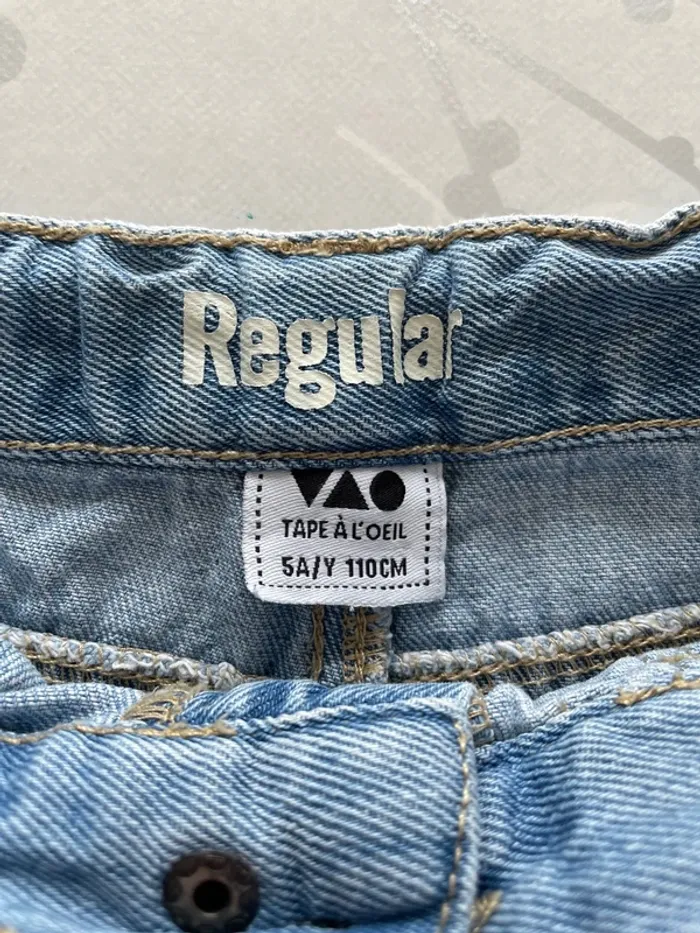 Regular
TAPE À L'OEIL
5A/Y 110CM